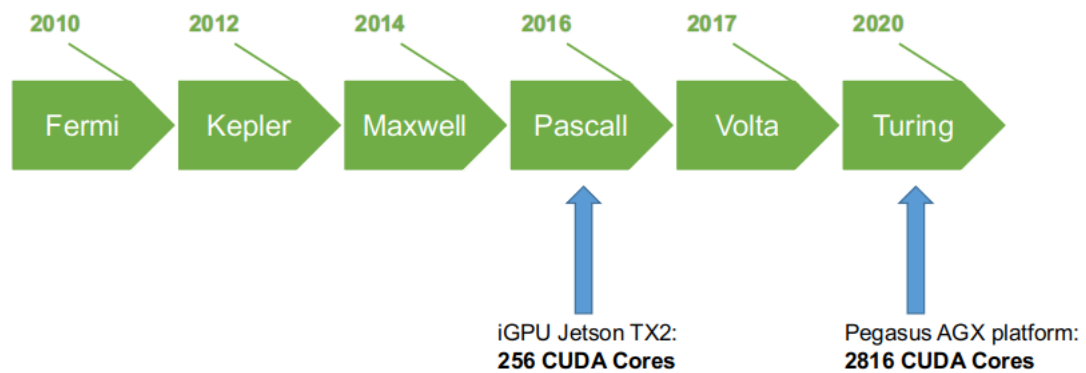 2010 2012 2014 2016 2017 2020
Fermi Kepler Maxwell Pascall Volta Turing
iGPU Jetson TX2: Pegasus AGX platform:
256 CUDA Cores 2816 CUDA Cores